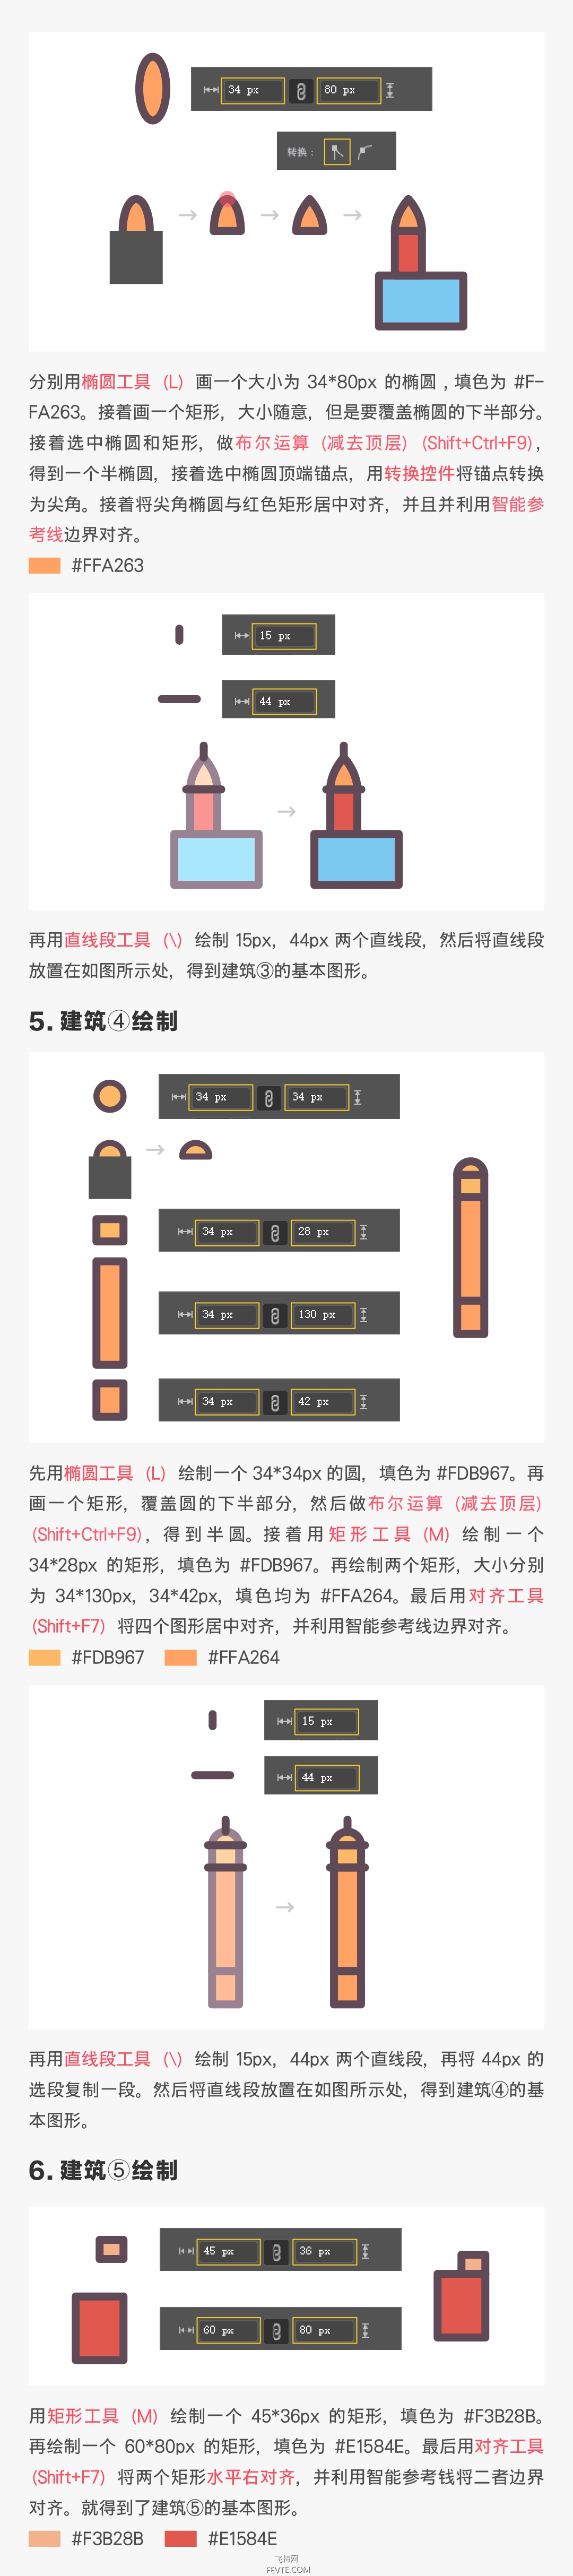 34 px
80 px
转换：
分别用椭圆工具（L）画一个大小为 34*80px 的椭圆，填色为 #F-
FA263。接着画一个矩形，大小随意，但是要覆盖椭圆的下半部分。
接着选中椭圆和矩形，做布尔运算（减去顶层）(Shift+Ctrl+F9)，
得到一个半椭圆，接着选中椭圆顶端锚点，用转换控件将锚点转换
为尖角。接着将尖角椭圆与红色矩形居中对齐，并且并利用智能参
考线边界对齐。
#FFA263
15 px
44 px
再用直线段工具（\）绘制 15px，44px 两个直线段，然后将直线段
放置在如图所示处，得到建筑③的基本图形。
5. 建筑④绘制
34 px
34 px
34 px
28 px
34 px
130 px
34 px
42 px
先用椭圆工具（L）绘制一个 34*34px 的圆，填色为 #FDB967。再
画一个矩形，覆盖圆的下半部分，然后做布尔运算（减去顶层）
(Shift+Ctrl+F9)，得到半圆。接着用矩形工具（M）绘制一个
34*28px 的矩形，填色为 #FDB967。再绘制两个矩形，大小分别
为 34*130px，34*42px，填色均为 #FFA264。最后用对齐工具
(Shift+F7）将四个图形居中对齐，并利用智能参考线边界对齐。
#FDB967 #FFA264
15 px
44 px
再用直线段工具（\）绘制 15px，44px 两个直线段，再将 44px 的
选段复制一段。然后将直线段放置在如图所示处，得到建筑④的基
本图形。
6. 建筑⑤绘制
45 px
36 px
60 px
80 px
用矩形工具（M）绘制一个 45*36px 的矩形，填色为 #F3B28B。
再绘制一个 60*80px 的矩形，填色为 #E1584E。最后用对齐工具
(Shift+F7）将两个矩形水平右对齐，并利用智能参考钱将二者边界
对齐。就得到了建筑⑤的基本图形。
#F3B28B #E1584E
飞特网
FEVTE.COM